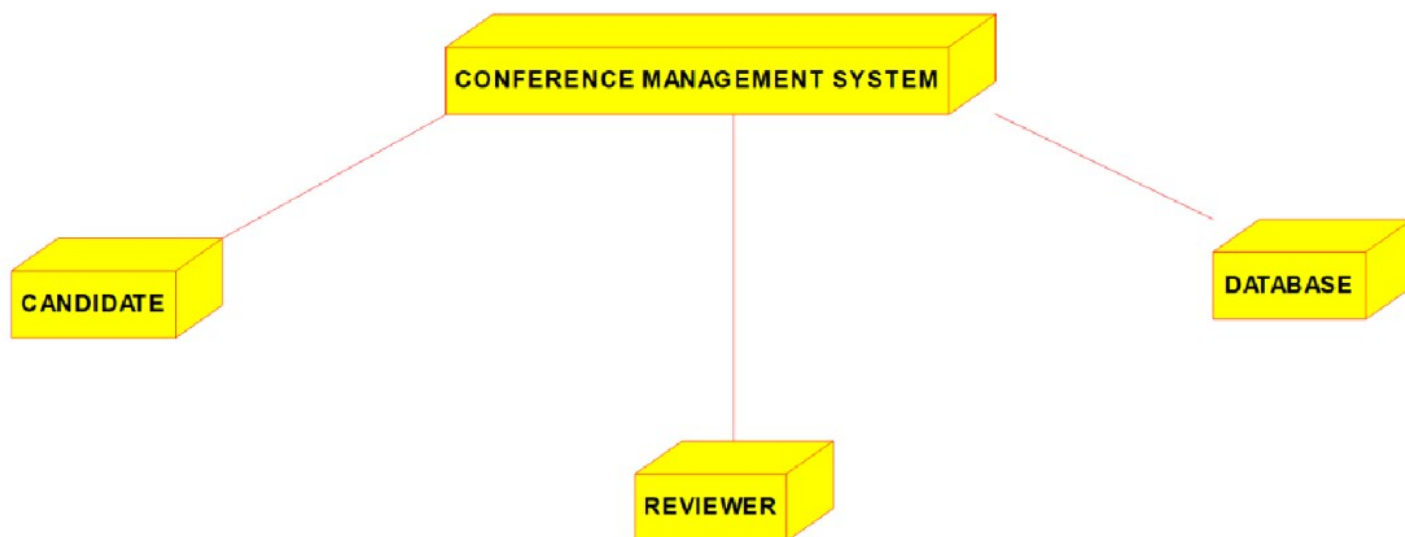 CONFERENCE MANAGEMENT SYSTEM
CANDIDATE
DATABASE
REVIEWER